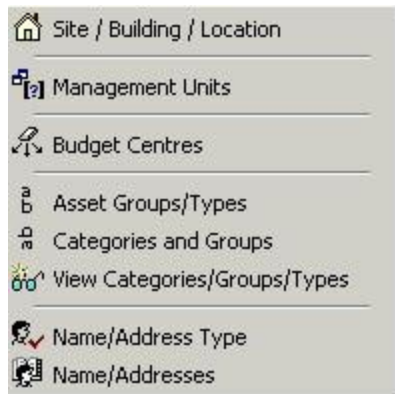 Site / Building / Location
Management Units
Budget Centres
Asset Groups/Types
Categories and Groups
View Categories/Groups/Types
Name/Address Type
Name/Addresses